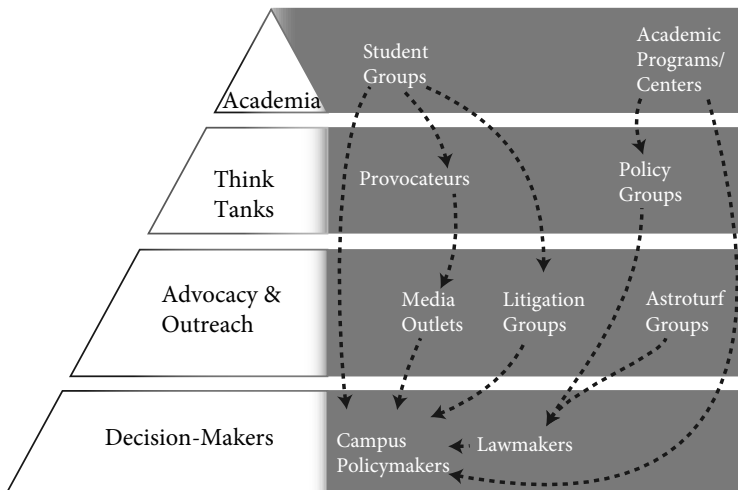 Student
Groups
Academic
Programs/
Centers
Academia
Think
Tanks
Provocateurs
Policy
Groups
Advocacy &
Outreach
Media
Outlets
Litigation
Groups
Astroturf
Groups
Decision-Makers
Campus
Policymakers
Lawmakers